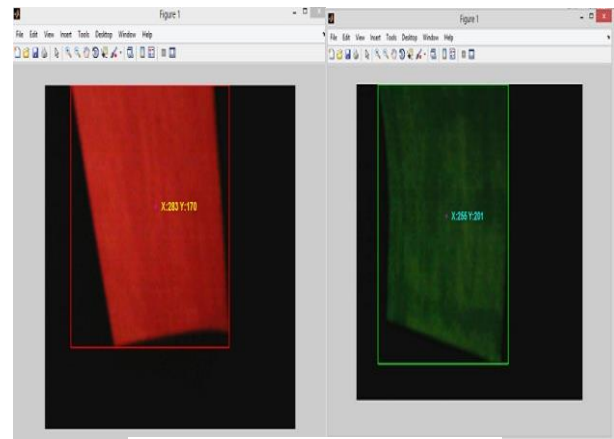 Figure 1
File Edit View Insert Tools Desktop Window Help
X:283 Y:170
Figure 1
File Edit View Insert Tools Desktop Window Help
X:255 Y:201